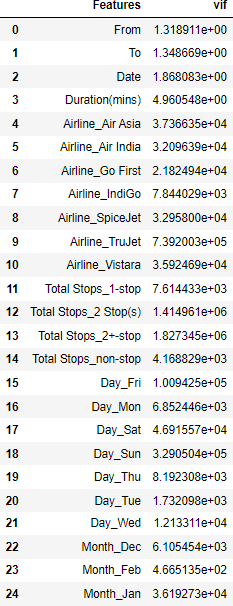 Features vif
0 From 1.318911e+00
1 To 1.348669e+00
2 Date 1.868083e+00
3 Duration(mins) 4.960548e+00
4 Airline_Air Asia 3.736635e+04
5 Airline_Air India 3.209639e+04
6 Airline_Go First 2.182494e+04
7 Airline_IndiGo 7.844029e+03
8 Airline_SpiceJet 3.295800e+04
9 Airline_TruJet 7.392003e+05
10 Airline_Vistara 3.592469e+04
11 Total Stops_1-stop 7.614433e+03
12 Total Stops_2 Stop(s) 1.414961e+06
13 Total Stops_2+-stop 1.827345e+06
14 Total Stops_non-stop 4.168829e+03
15 Day_Fri 1.009425e+05
16 Day_Mon 6.852446e+03
17 Day_Sat 4.691557e+04
18 Day_Sun 3.290504e+05
19 Day_Thu 8.192308e+03
20 Day_Tue 1.732098e+03
21 Day_Wed 1.213311e+04
22 Month_Dec 6.105454e+03
23 Month_Feb 4.665135e+02
24 Month_Jan 3.619273e+04